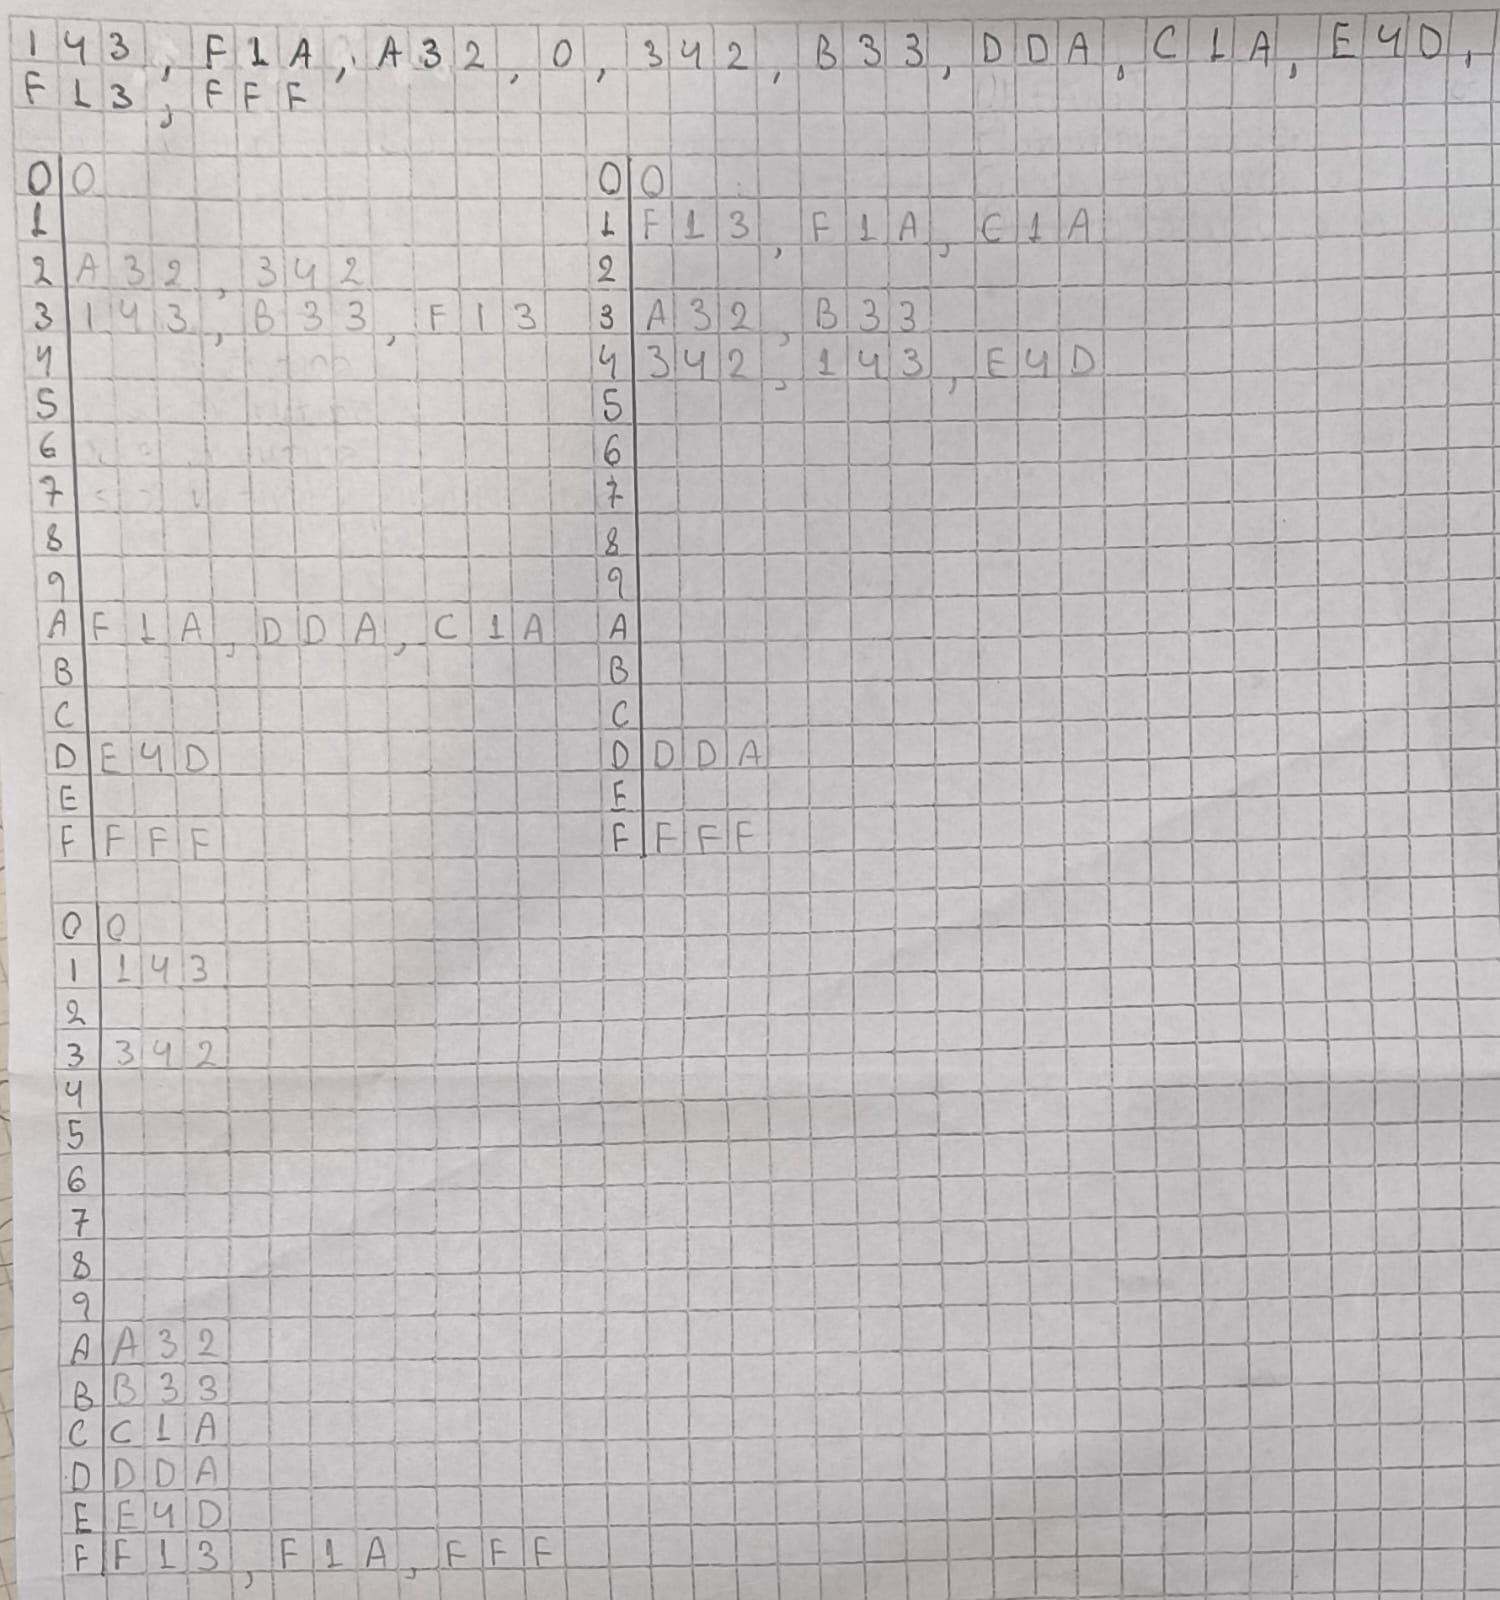 143, F1A, A32, 0, 342, B33, DDA, C1A, E4D,
F13, FFF
0 0
1
2 A32, 342
3 143, B33, F13
4
5
6
7
8
9
A F1A, DDA, C1A
B
C
D E4D
E
F FFF
0 0
1 F13, F1A, C1A
2
3 A32, B33
4 342, 143, E4D
5
6
7
8
9
A
B
C
D DDA
E
F FFF
0 0
1 143
2
3 342
4
5
6
7
8
9
A A32
B B33
C C1A
D DDA
E E4D
F F13, F1A, FFF